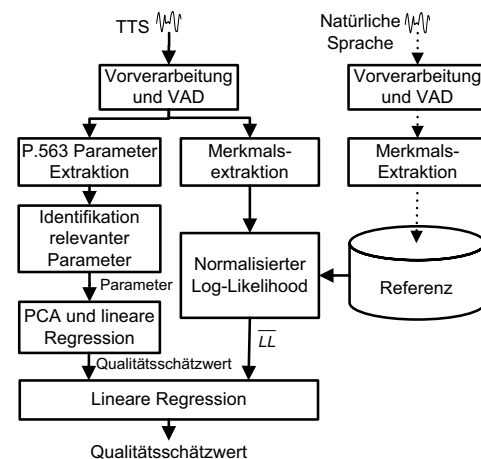 TTS
Natürliche
Sprache
Vorverarbeitung
und VAD
Vorverarbeitung
und VAD
P.563 Parameter
Extraktion
Merkmals-
extraktion
Merkmals-
Extraktion
Identifikation
relevanter
Parameter
Normalisierter
Log-Likelihood
Referenz
Parameter
PCA und lineare
Regression
LL
Qualitätsschätzwert
Lineare Regression
Qualitätsschätzwert